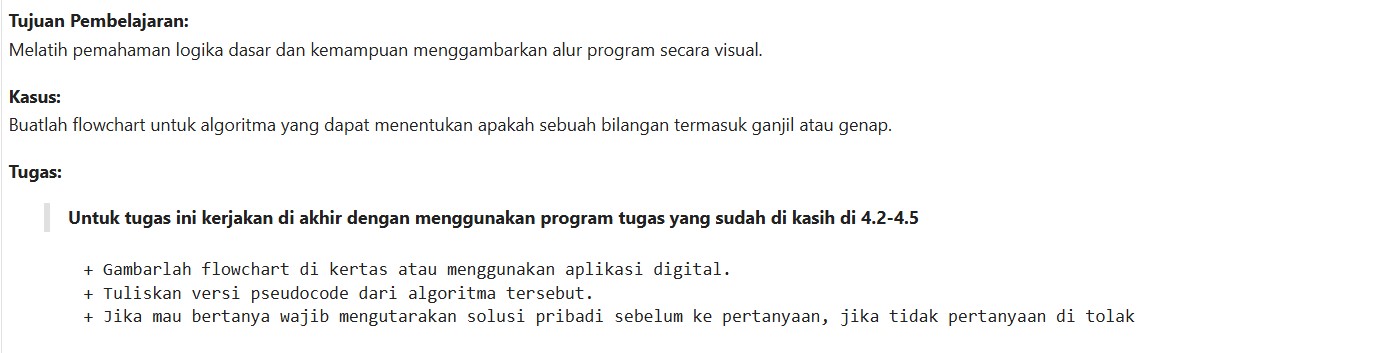 Tujuan Pembelajaran:
Melatih pemahaman logika dasar dan kemampuan menggambarkan alur program secara visual.
Kasus:
Buatlah flowchart untuk algoritma yang dapat menentukan apakah sebuah bilangan termasuk ganjil atau genap.
Tugas:
Untuk tugas ini kerjakan di akhir dengan menggunakan program tugas yang sudah di kasih di 4.2-4.5
+ Gambarlah flowchart di kertas atau menggunakan aplikasi digital.
+ Tuliskan versi pseudocode dari algoritma tersebut.
+ Jika mau bertanya wajib mengutarakan solusi pribadi sebelum ke pertanyaan, jika tidak pertanyaan di tolak